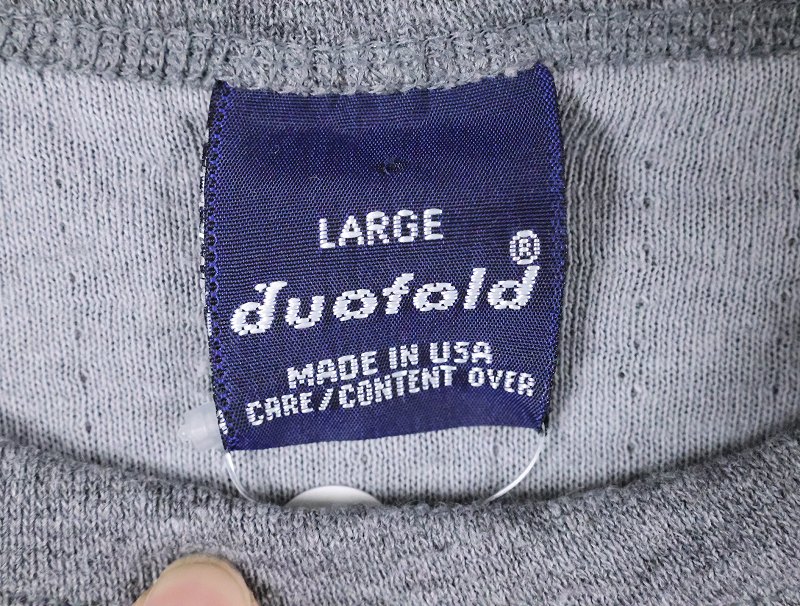 LARGE
duofold®
MADE IN USA
CARE/CONTENT OVER